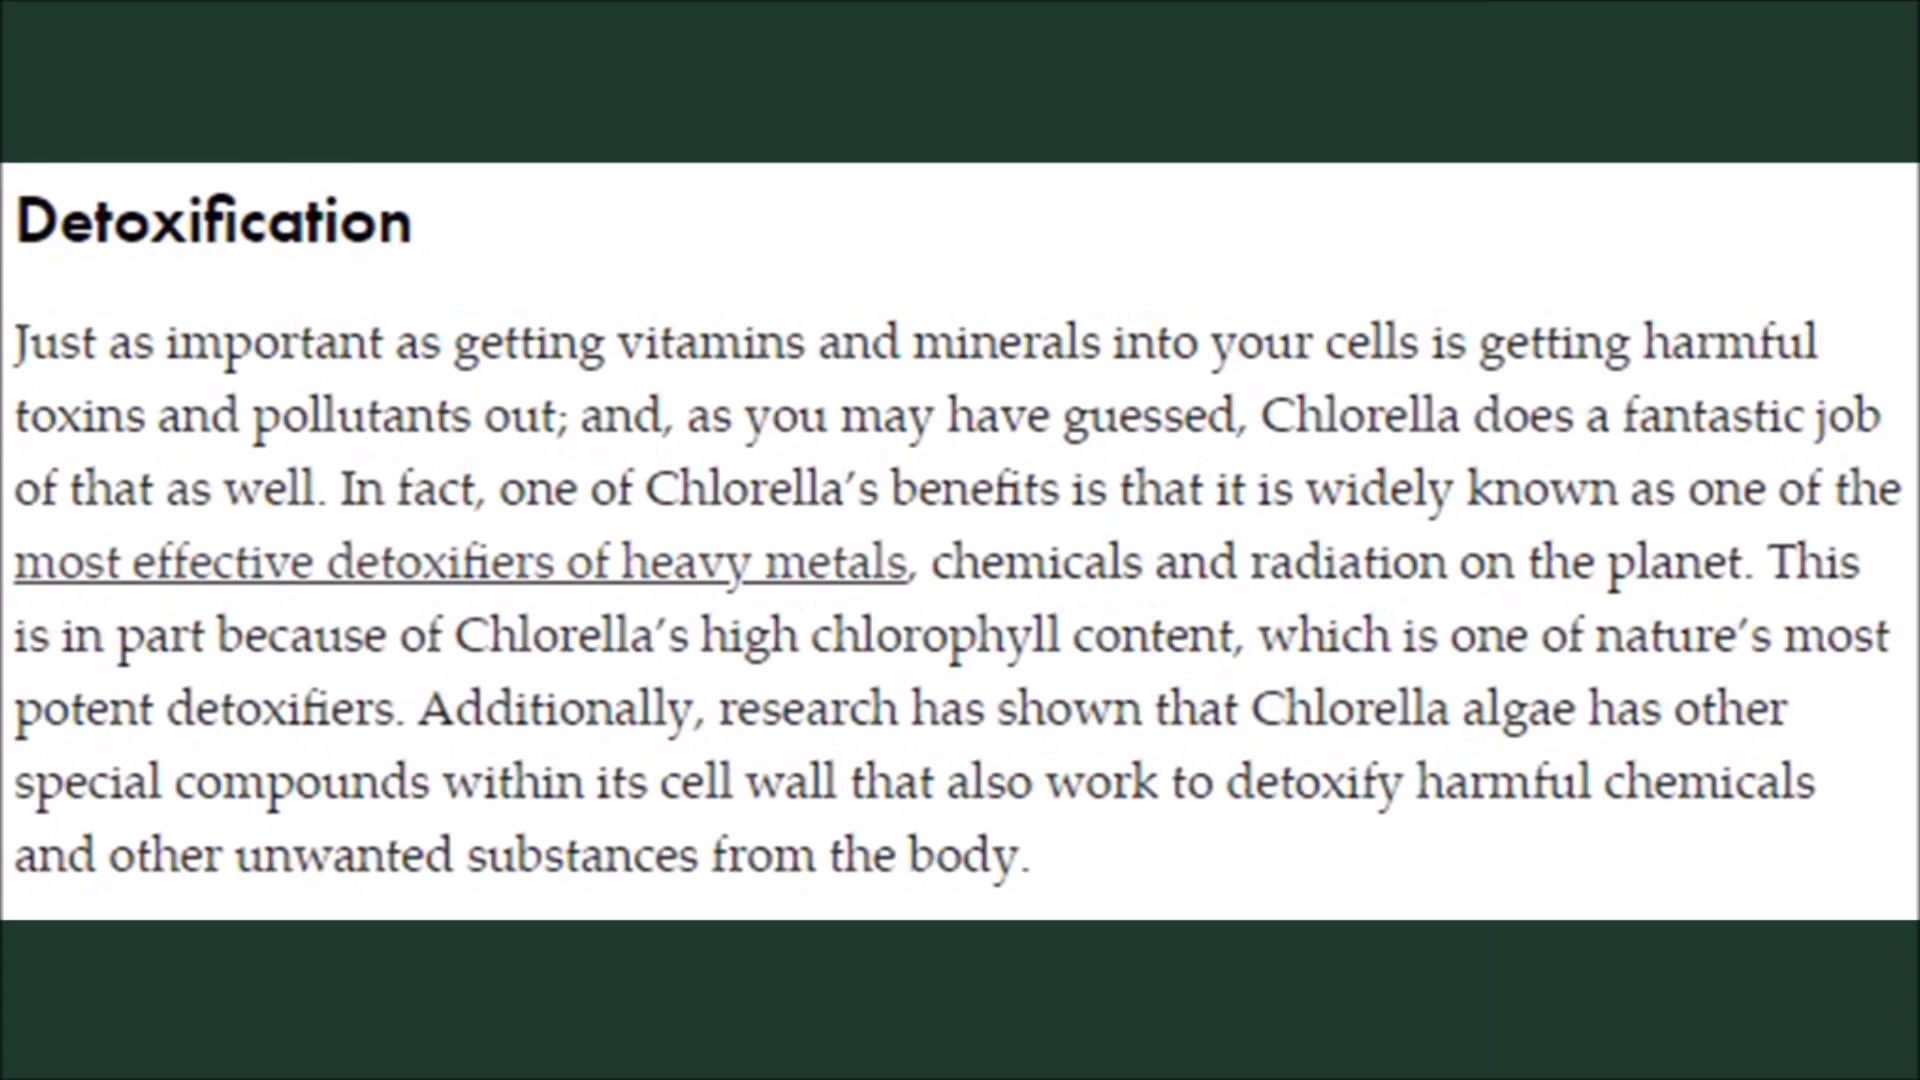 Detoxification
Just as important as getting vitamins and minerals into your cells is getting harmful
toxins and pollutants out; and, as you may have guessed, Chlorella does a fantastic job
of that as well. In fact, one of Chlorella’s benefits is that it is widely known as one of the
most effective detoxifiers of heavy metals, chemicals and radiation on the planet. This
is in part because of Chlorella’s high chlorophyll content, which is one of nature’s most
potent detoxifiers. Additionally, research has shown that Chlorella algae has other
special compounds within its cell wall that also work to detoxify harmful chemicals
and other unwanted substances from the body.